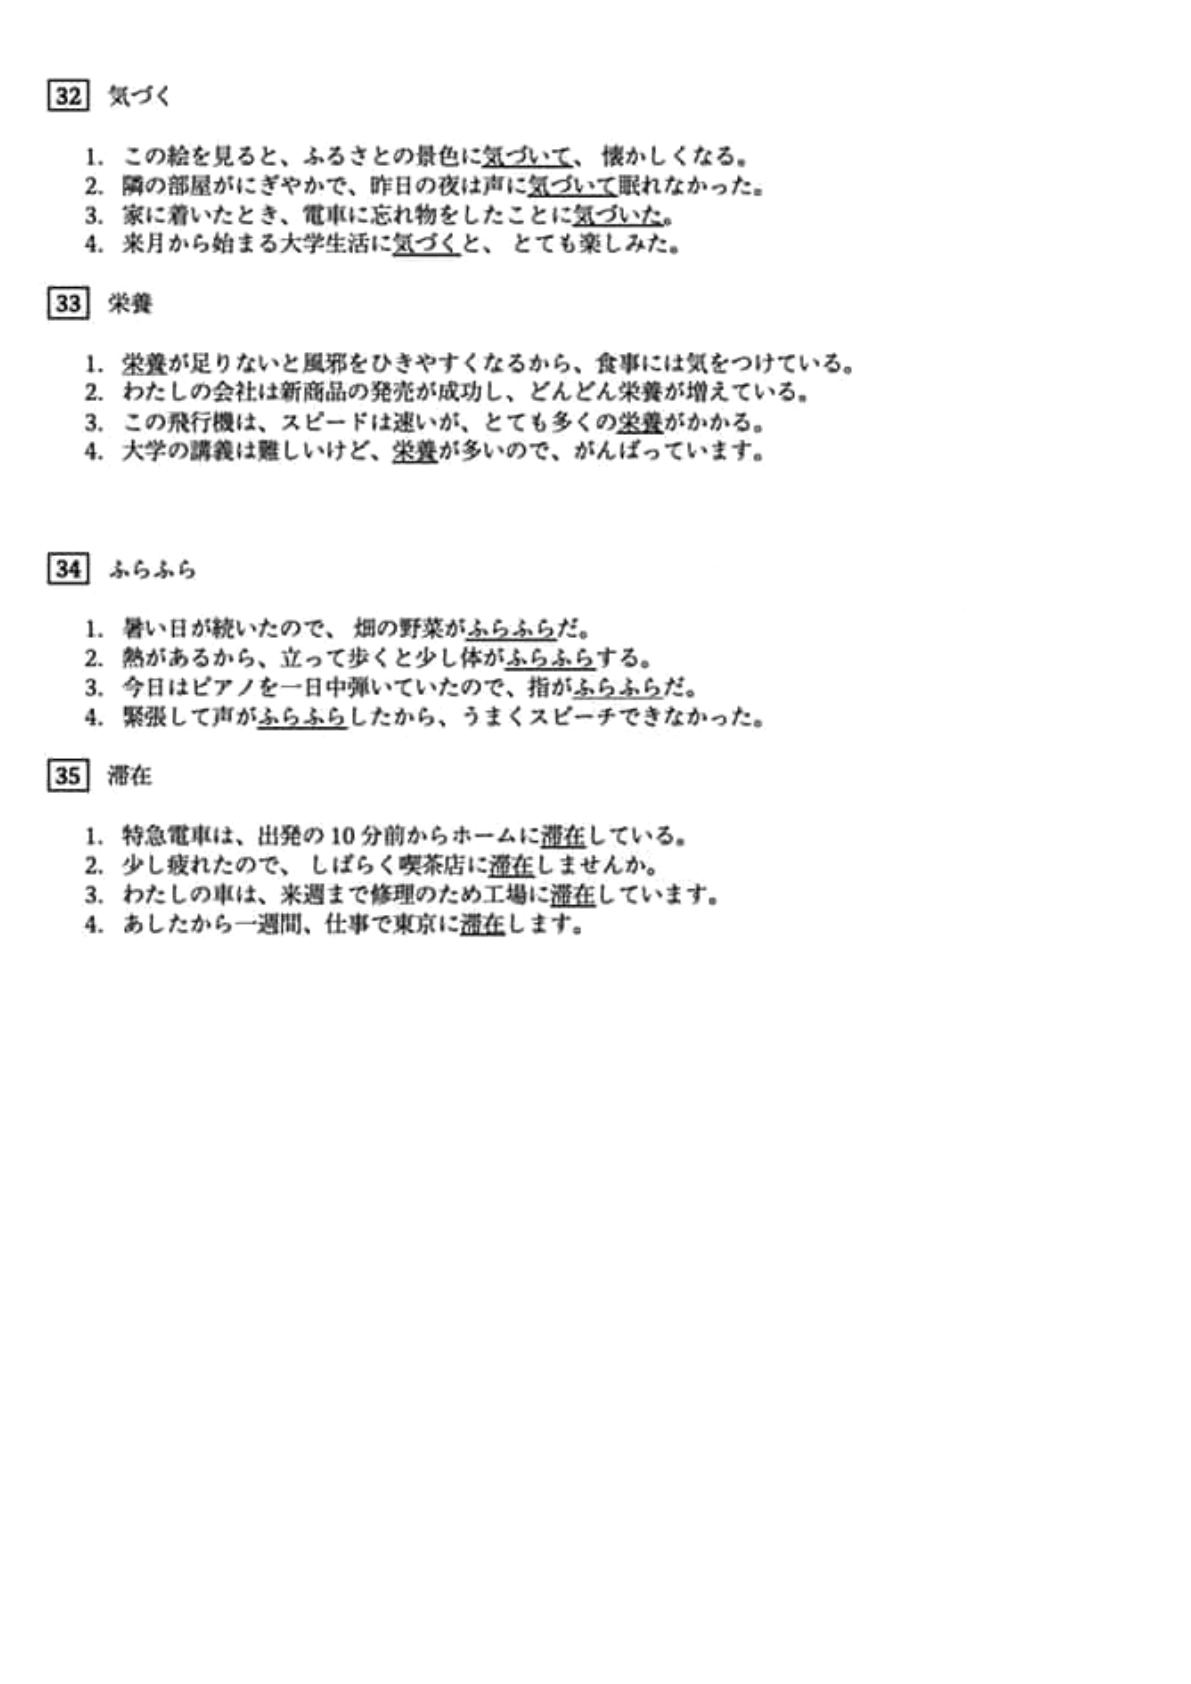 32 気づく
1. この絵を見ると、ふるさとの景色に気づいて、 懐かしくなる。
2. 隣の部屋がにぎやかで、昨日の夜は声に気づいて眠れなかった。
3. 家に着いたとき、電車に忘れ物をしたことに気づいた。
4. 来月から始まる大学生活に気づくと、 とても楽しみた。
33 栄養
1. 栄養が足りないと風邪をひきやすくなるから、食事には気をつけている。
2. わたしの会社は新商品の発売が成功し、どんどん栄養が増えている。
3. この飛行機は、スピードは速いが、とても多くの栄養がかかる。
4. 大学の講義は難しいけど、栄養が多いので、がんばっています。
34 ふらふら
1. 暑い日が続いたので、 畑の野菜がふらふらだ。
2. 熱があるから、立って歩くと少し体がふらふらする。
3. 今日はピアノを一日中弾いていたので、指がふらふらだ。
4. 緊張して声がふらふらしたから、うまくスピーチできなかった。
35 滞在
1. 特急電車は、出発の 10 分前からホームに滞在している。
2. 少し疲れたので、 しばらく喫茶店に滞在しませんか。
3. わたしの車は、来週まで修理のため工場に滞在しています。
4. あしたから一週間、仕事で東京に滞在します。